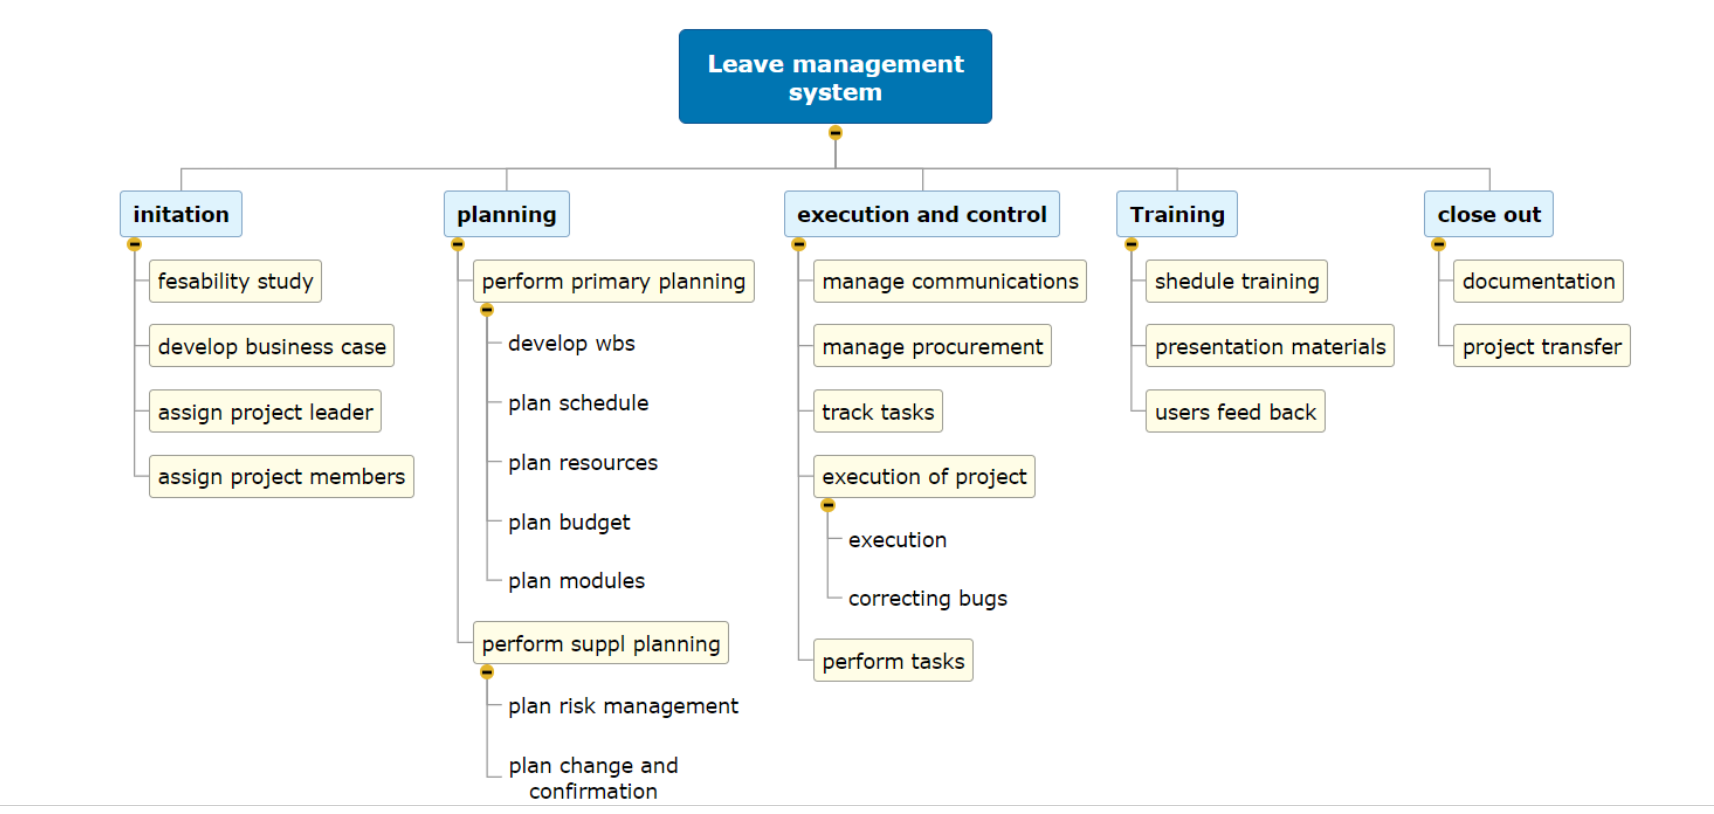 Leave management
system
initation
fesability study
develop business case
assign project leader
assign project members
planning
perform primary planning
develop wbs
plan schedule
plan resources
plan budget
plan modules
perform suppl planning
plan risk management
plan change and
confirmation
execution and control
manage communications
manage procurement
track tasks
execution of project
execution
correcting bugs
perform tasks
Training
shedule training
presentation materials
users feed back
close out
documentation
project transfer